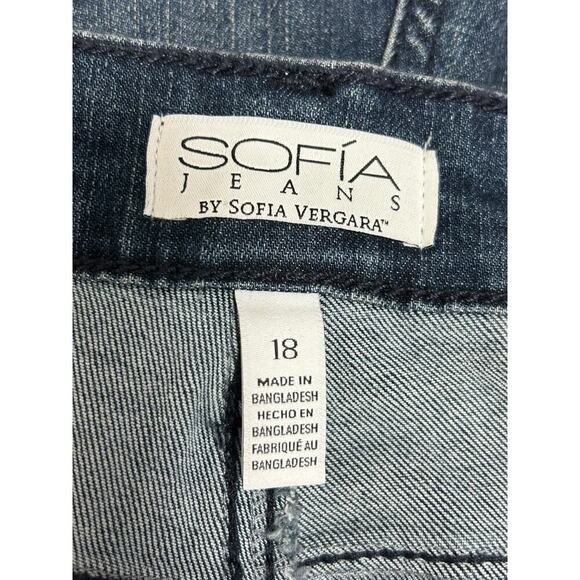 SOFÍA
JEANS
BY SOFIA VERGARA™
18
MADE IN
BANGLADESH
HECHO EN
BANGLADESH
FABRIQUÉ AU
BANGLADESH